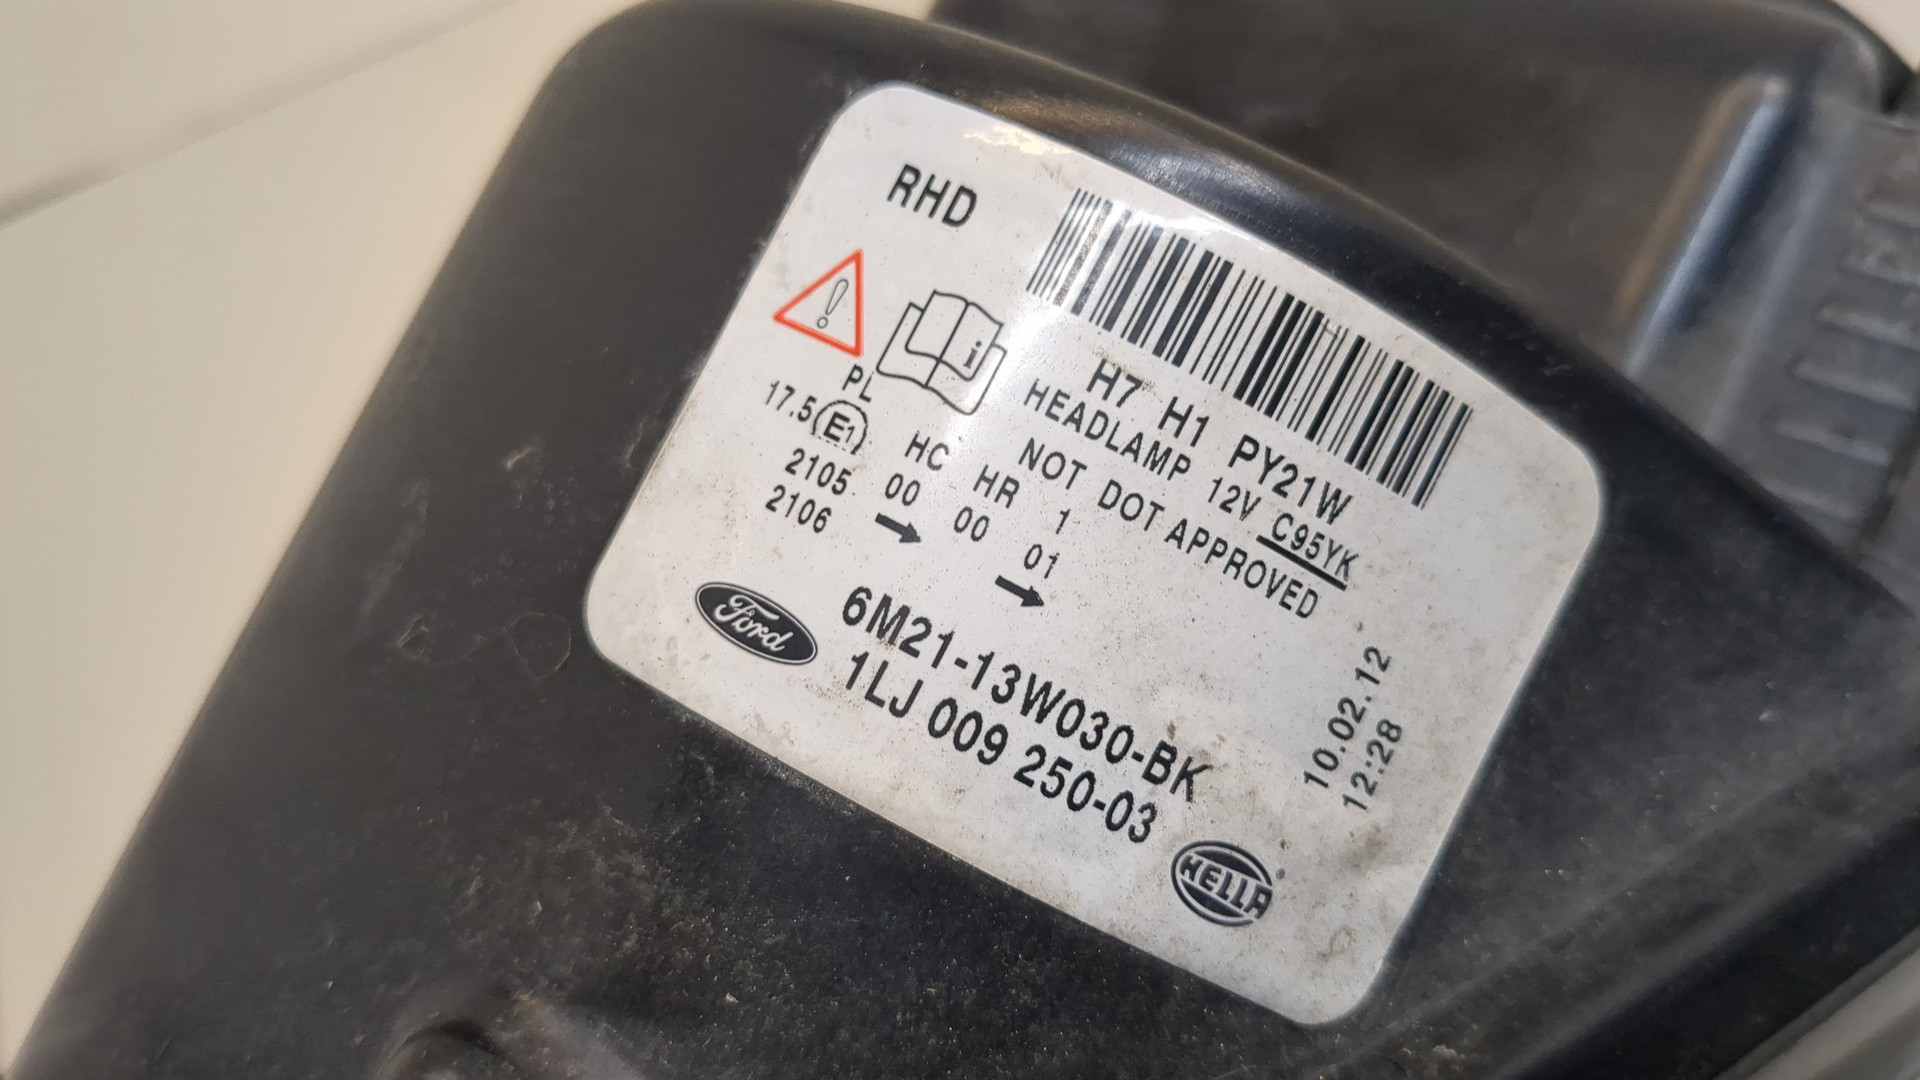 RHD
H7 H1 PY21W
HEADLAMP 12V C95YK
NOT DOT APPROVED
PL
17.5 E1 HC HR 1
2105 00 00 01
2106
Ford
6M21-13W030-BK
1LJ 009 250-03
10.02.12
12:28
HELLA